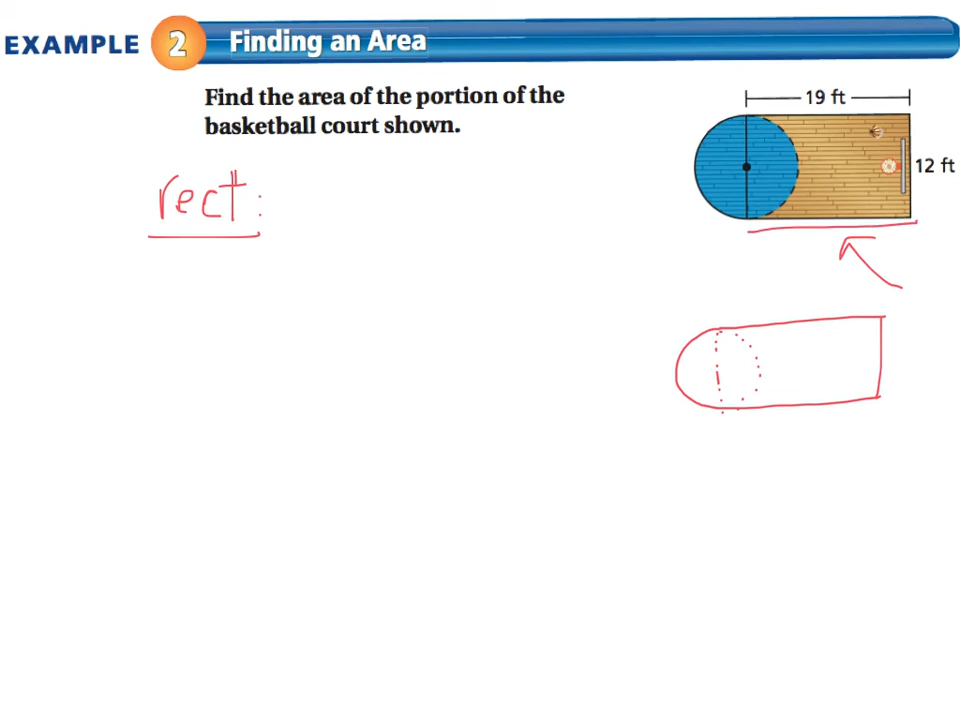 EXAMPLE 2 Finding an Area
Find the area of the portion of the
basketball court shown.
19 ft
12 ft
rect: